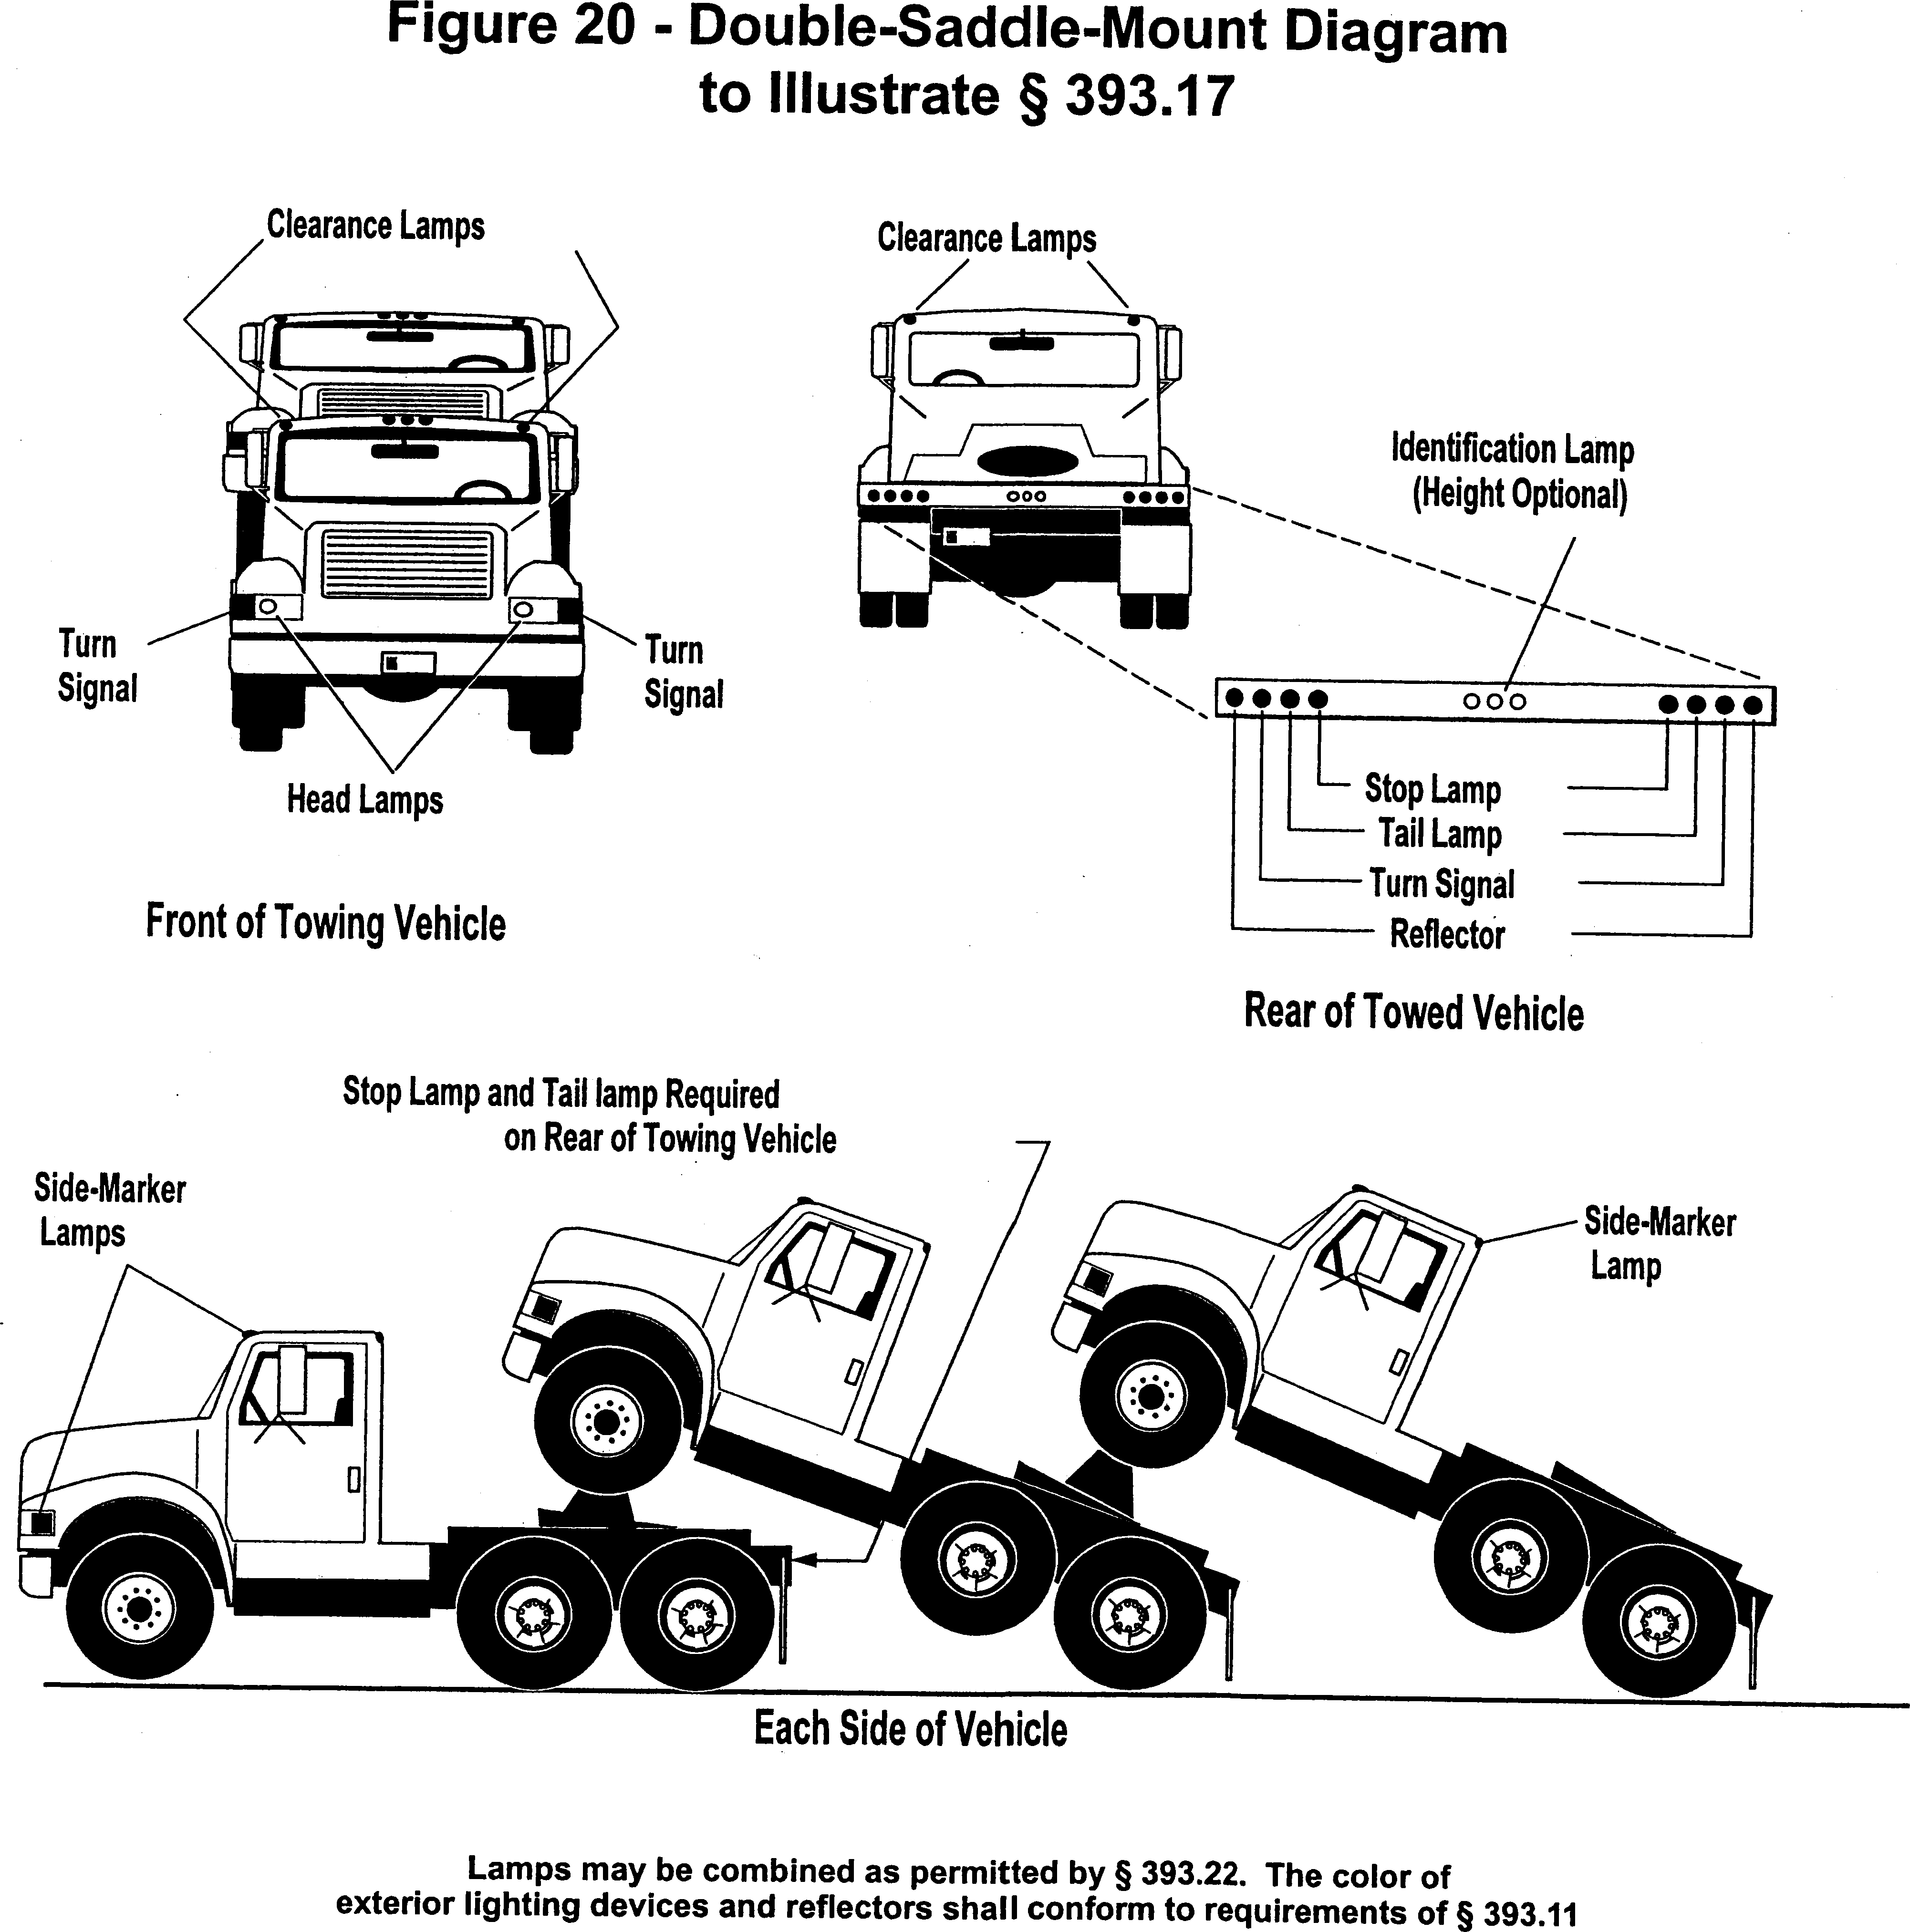 Figure 20 - Double-Saddle-Mount Diagram
to Illustrate § 393.17
Clearance Lamps
Clearance Lamps
Identification Lamp
(Height Optional)
Turn
Signal
Turn
Signal
Head Lamps
Stop Lamp
Tail Lamp
Turn Signal
Reflector
Front of Towing Vehicle
Rear of Towed Vehicle
Stop Lamp and Tail lamp Required
on Rear of Towing Vehicle
Side-Marker
Lamps
Side-Marker
Lamp
Each Side of Vehicle
Lamps may be combined as permitted by § 393.22.  The color of
exterior lighting devices and reflectors shall conform to requirements of § 393.11